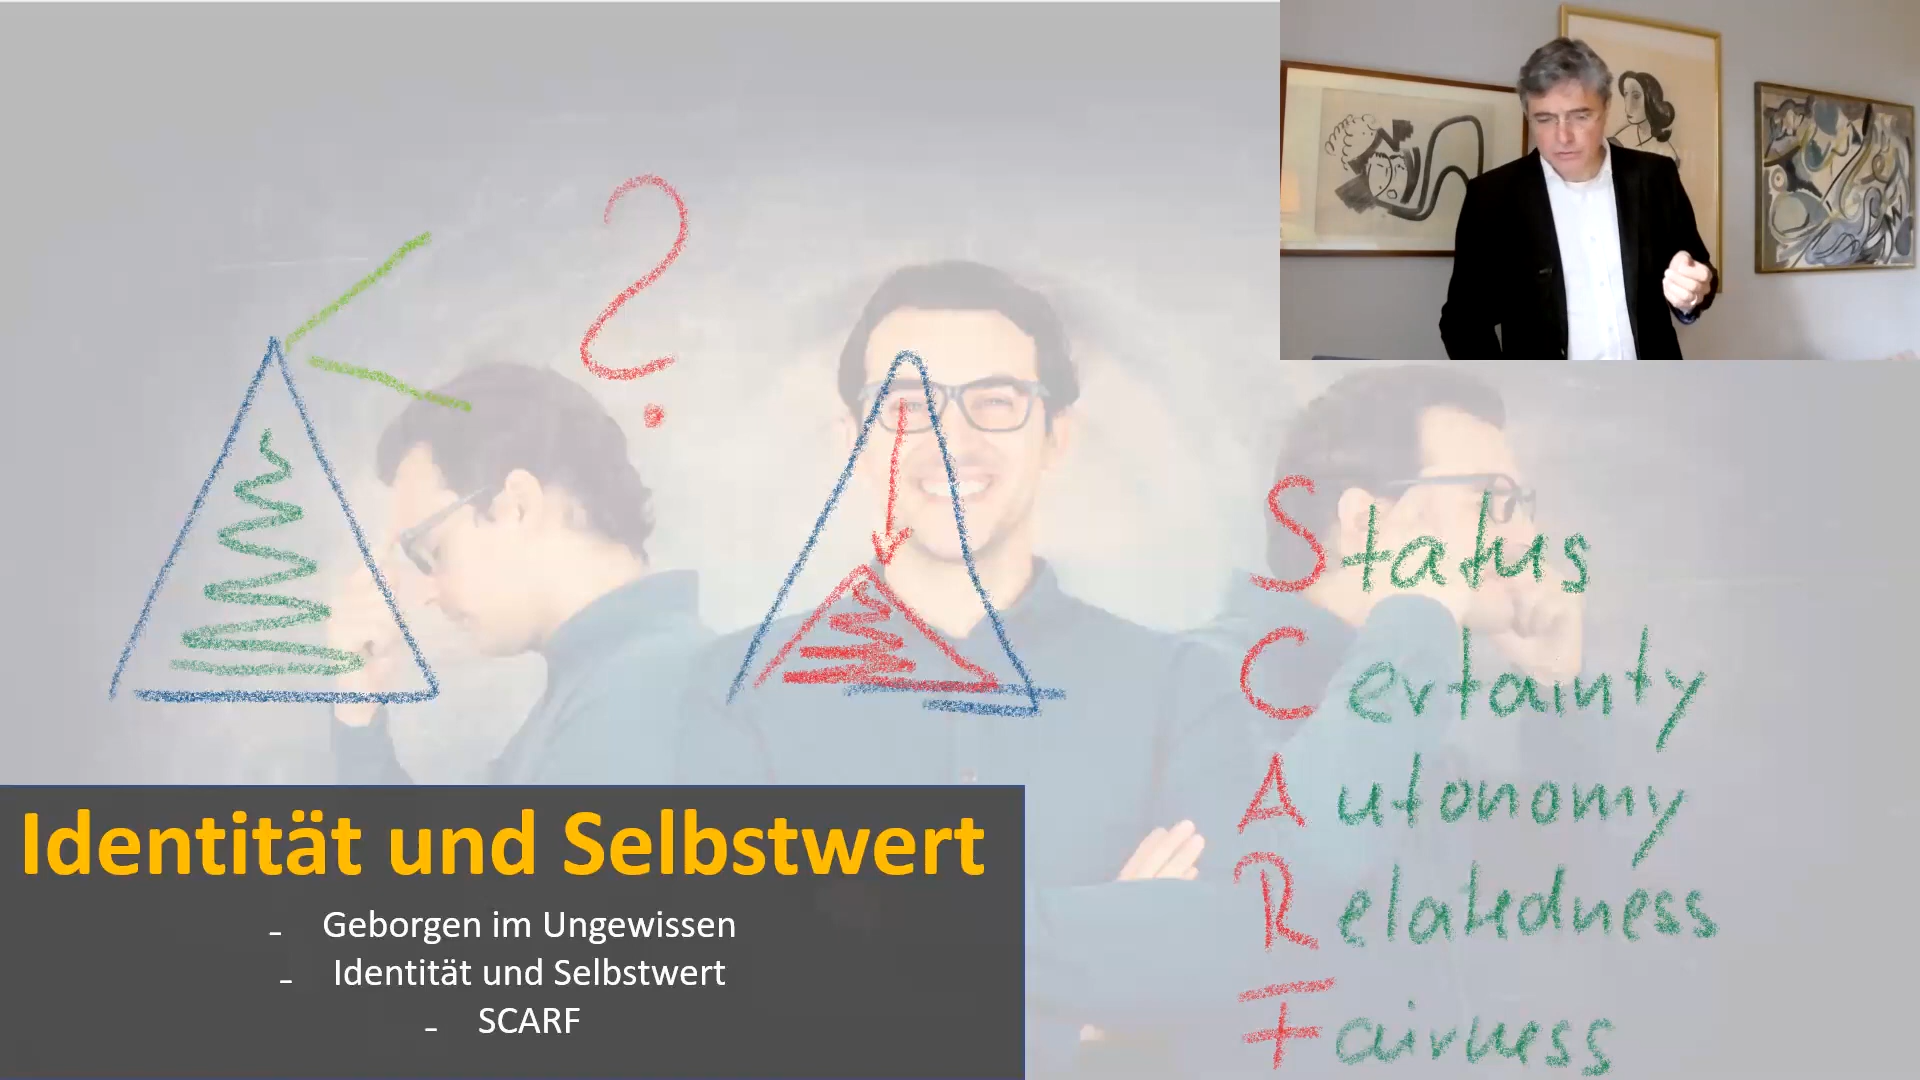 ?
Status
Certainty
Autonomy
Relatedness
Fairness
Identität und Selbstwert
- Geborgen im Ungewissen
- Identität und Selbstwert
- SCARF